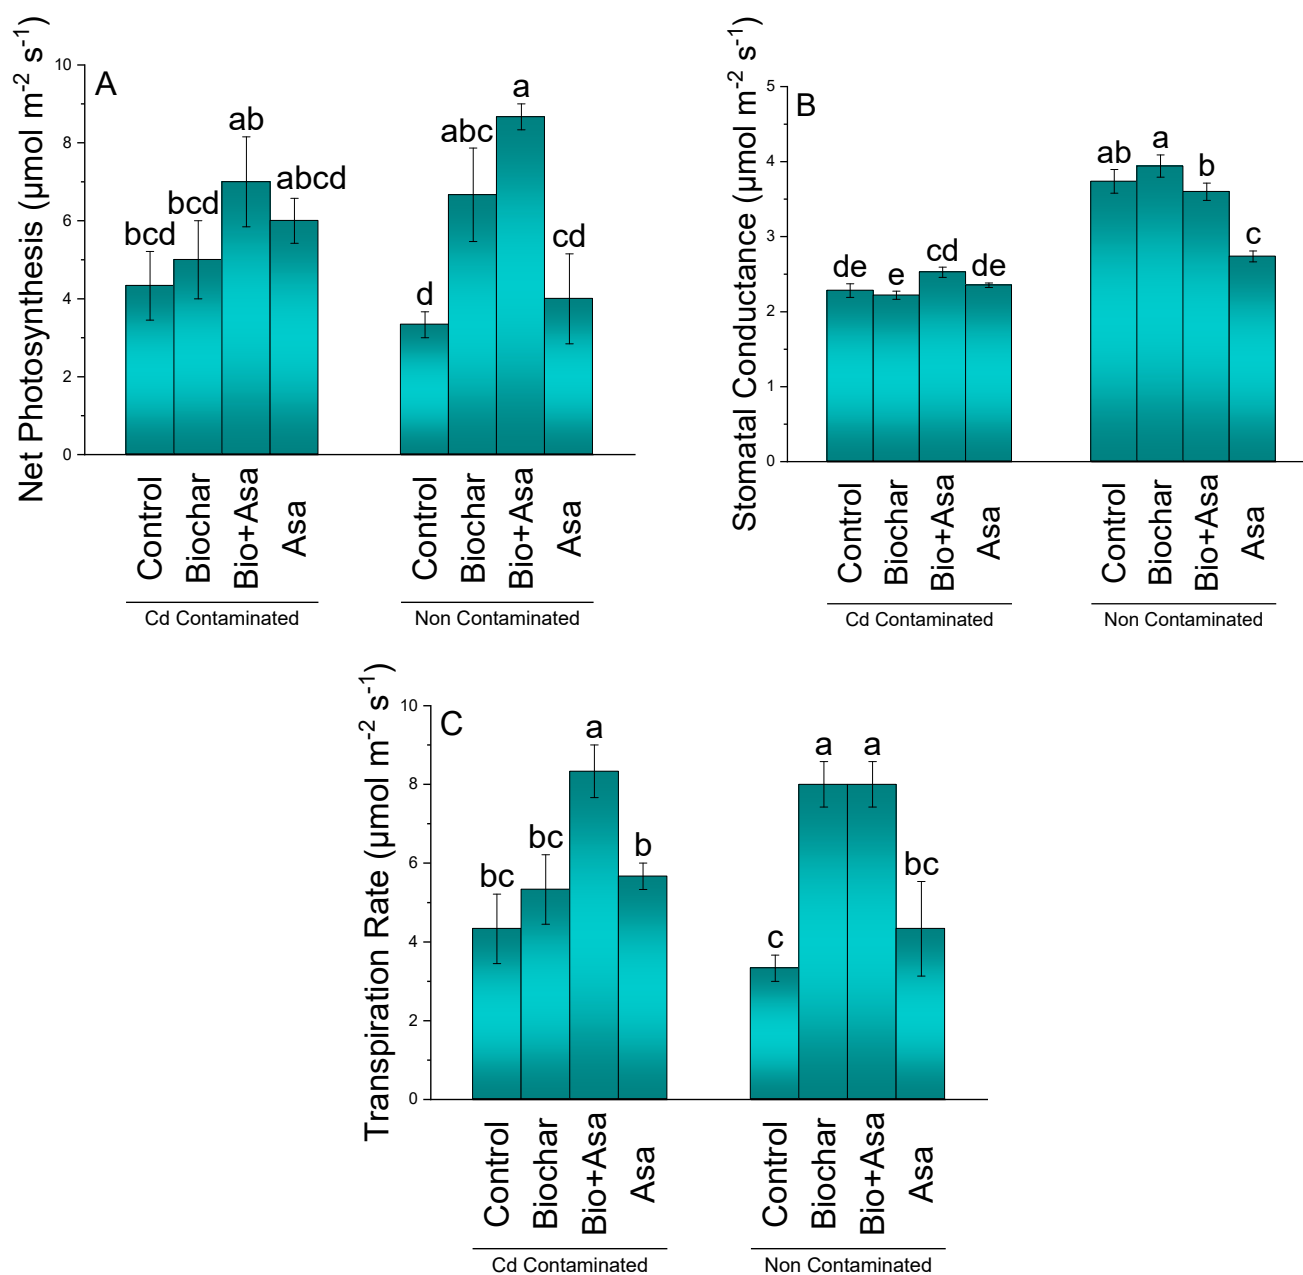 A
Net Photosynthesis (µmol m⁻² s⁻¹)
10
8
6
4
2
0
bcd
bcd
ab
abcd
d
abc
a
cd
Control
Biochar
Bio+Asa
Asa
Control
Biochar
Bio+Asa
Asa
Cd Contaminated
Non Contaminated
B
Stomatal Conductance (µmol m⁻² s⁻¹)
5
4
3
2
1
0
de
e
cd
de
ab
a
b
c
Control
Biochar
Bio+Asa
Asa
Control
Biochar
Bio+Asa
Asa
Cd Contaminated
Non Contaminated
C
Transpiration Rate (µmol m⁻² s⁻¹)
10
8
6
4
2
0
bc
bc
a
b
c
a
a
bc
Control
Biochar
Bio+Asa
Asa
Control
Biochar
Bio+Asa
Asa
Cd Contaminated
Non Contaminated